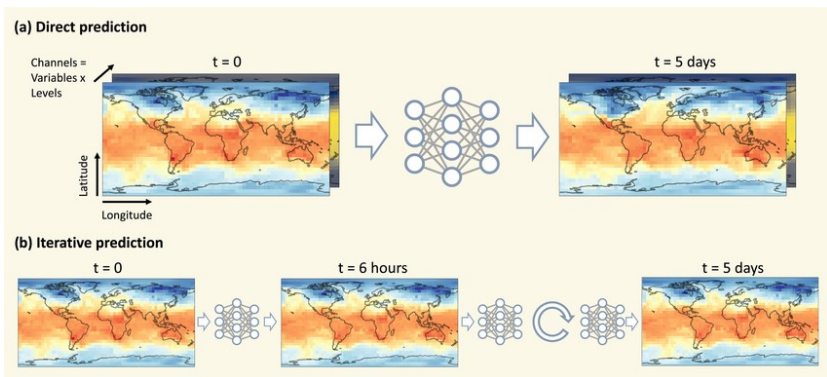 (a) Direct prediction
Channels =
Variables x
Levels
t = 0
t = 5 days
Latitude
Longitude
(b) Iterative prediction
t = 0
t = 6 hours
t = 5 days